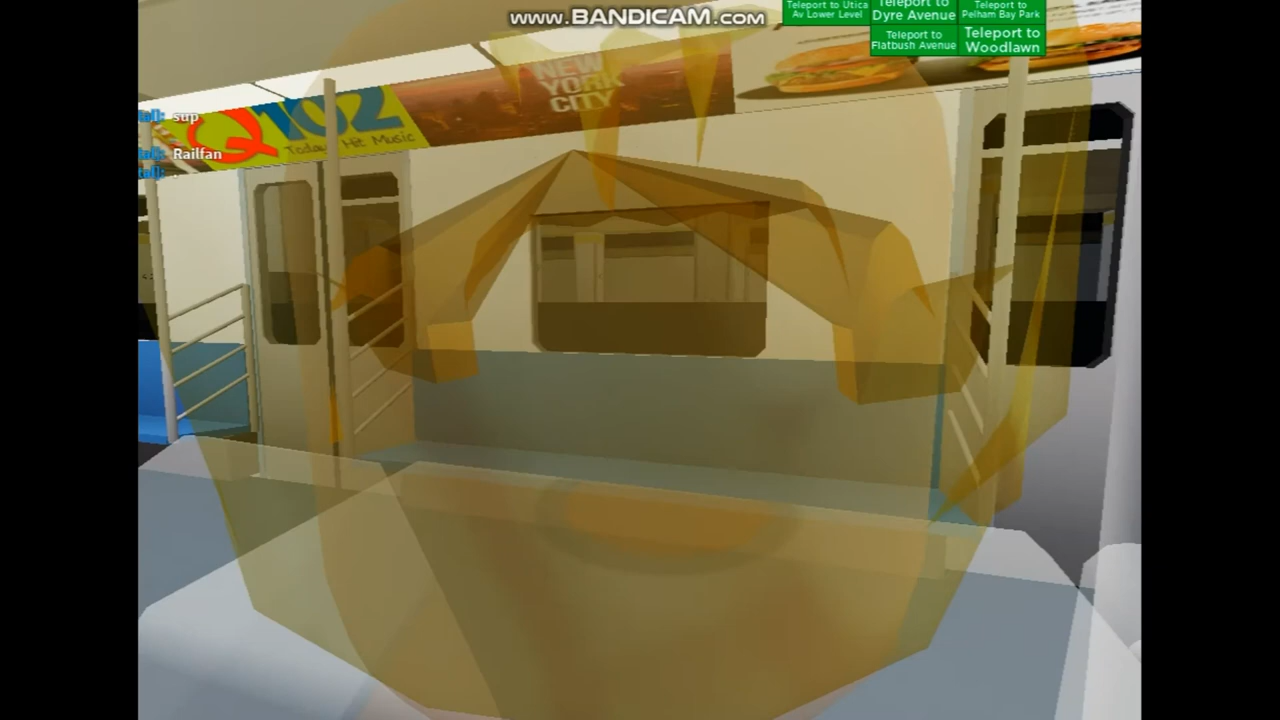 www.BANDICAM.com
Teleport to Utica
Av Lower Level
Teleport to
Dyre Avenue
Teleport to
Pelham Bay Park
Teleport to
Flatbush Avenue
Teleport to
Woodlawn
NEW
YORK
CITY
Q102
Today's Hit Music
sup
Railfan